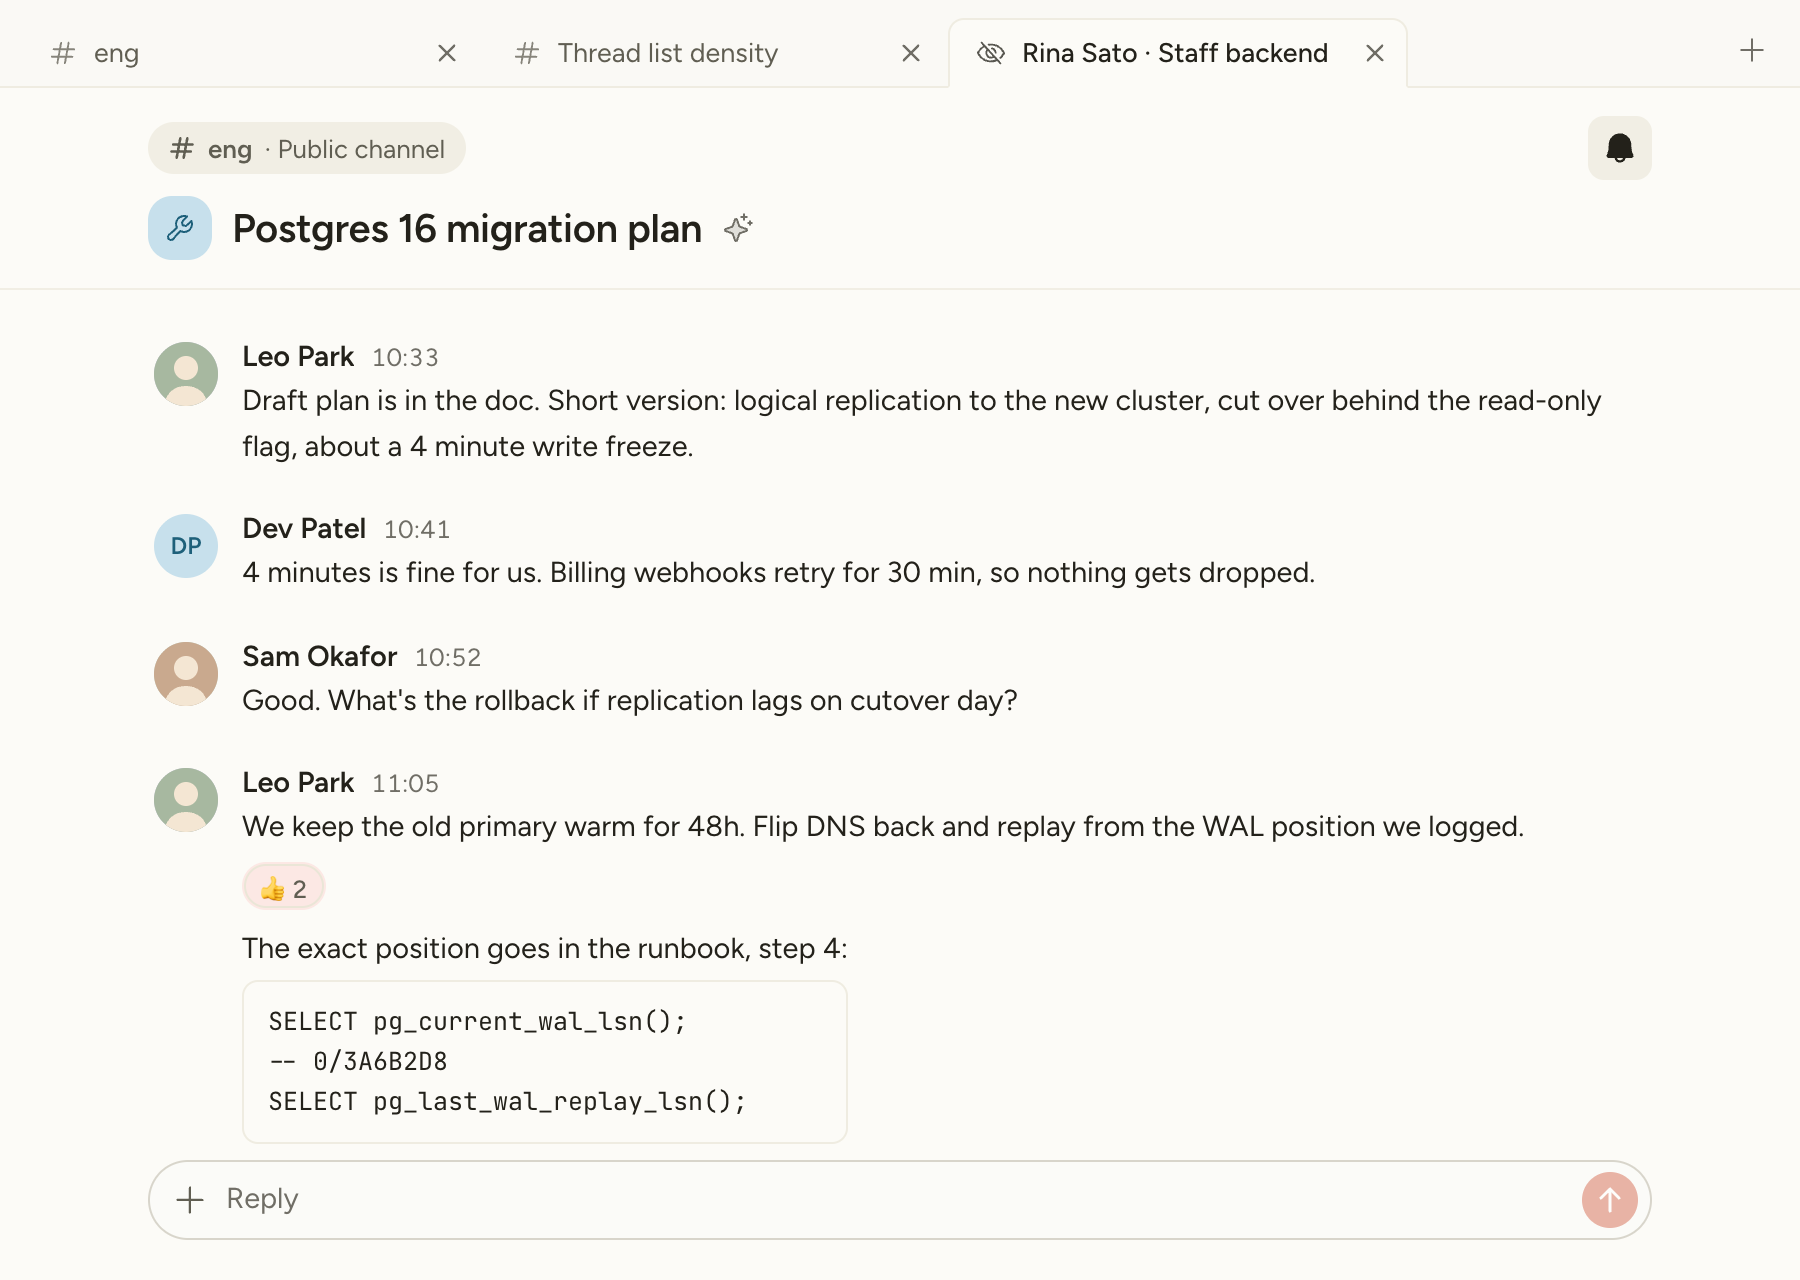 # eng
# Thread list density
Rina Sato · Staff backend
# eng · Public channel
Postgres 16 migration plan
Leo Park 10:33
Draft plan is in the doc. Short version: logical replication to the new cluster, cut over behind the read-only
flag, about a 4 minute write freeze.
DP
Dev Patel 10:41
4 minutes is fine for us. Billing webhooks retry for 30 min, so nothing gets dropped.
Sam Okafor 10:52
Good. What's the rollback if replication lags on cutover day?
Leo Park 11:05
We keep the old primary warm for 48h. Flip DNS back and replay from the WAL position we logged.
👍 2
The exact position goes in the runbook, step 4:
SELECT pg_current_wal_lsn();
-- 0/3A6B2D8
SELECT pg_last_wal_replay_lsn();
Reply